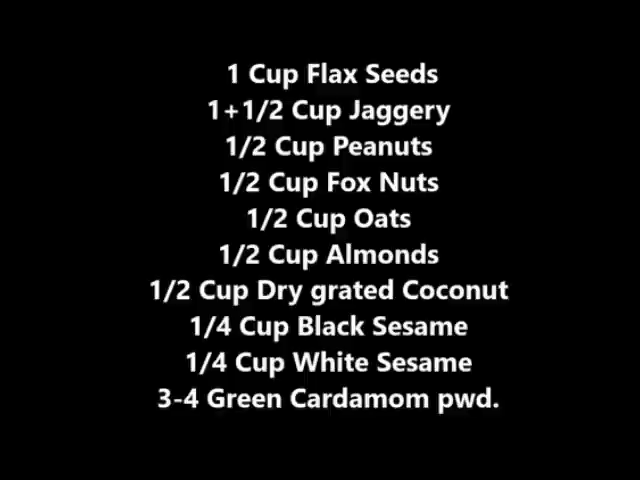 1 Cup Flax Seeds
1+1/2 Cup Jaggery
1/2 Cup Peanuts
1/2 Cup Fox Nuts
1/2 Cup Oats
1/2 Cup Almonds
1/2 Cup Dry grated Coconut
1/4 Cup Black Sesame
1/4 Cup White Sesame
3-4 Green Cardamom pwd.